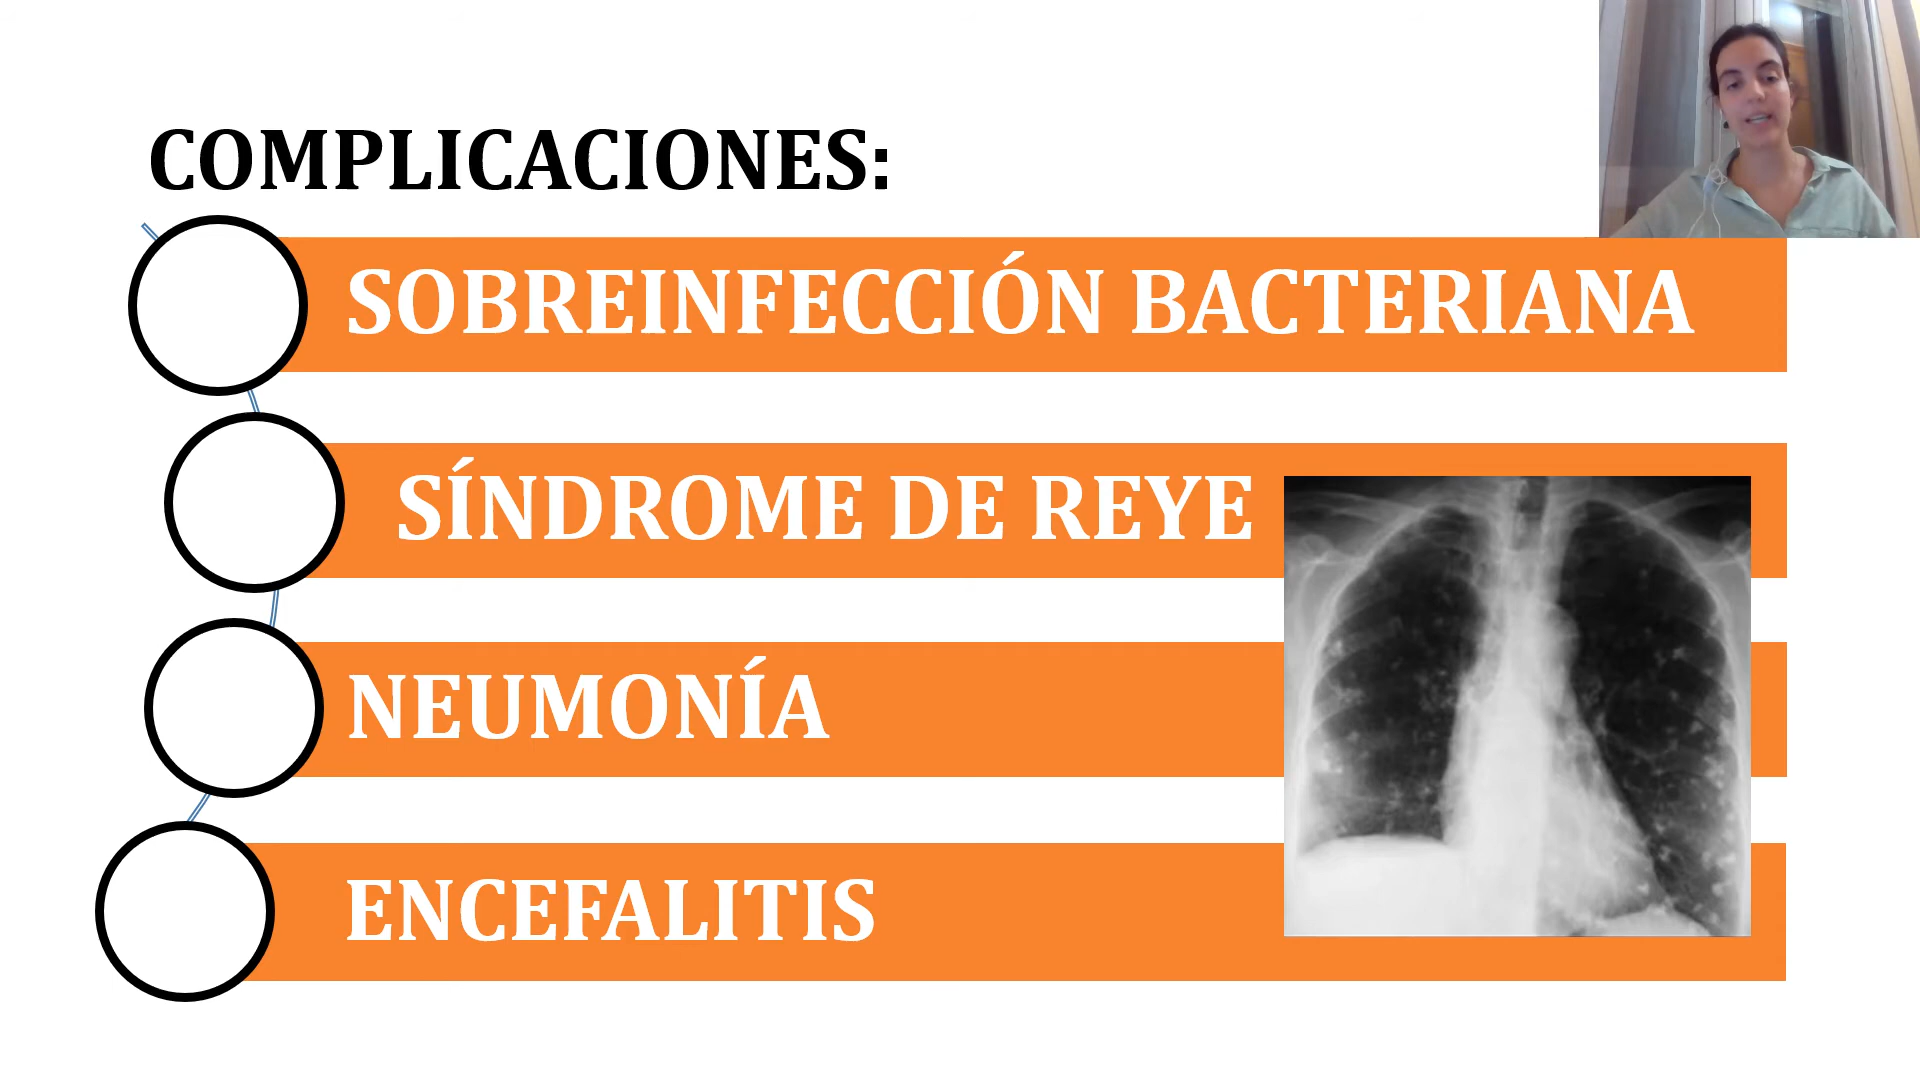 COMPLICACIONES:
SOBREINFECCIÓN BACTERIANA
SÍNDROME DE REYE
NEUMONÍA
ENCEFALITIS